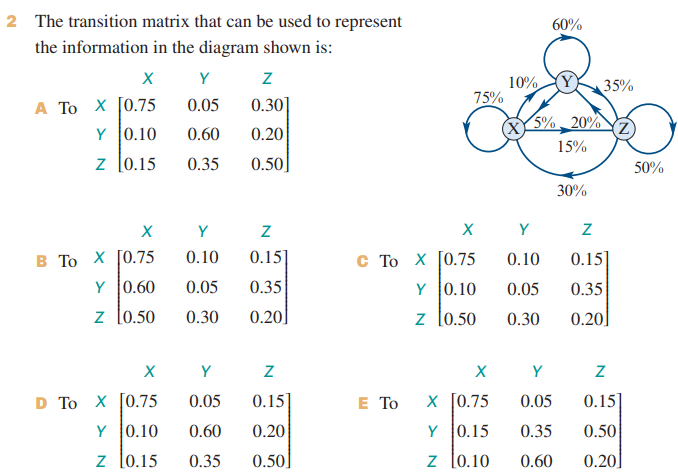 2 The transition matrix that can be used to represent
the information in the diagram shown is:
60%
10% Y 35%
75%
X 5% 20% Z
15%
50%
30%
X Y Z
A To X [0.75 0.05 0.30]
Y [0.10 0.60 0.20]
Z [0.15 0.35 0.50]
X Y Z
B To X [0.75 0.10 0.15]
Y [0.60 0.05 0.35]
Z [0.50 0.30 0.20]
X Y Z
C To X [0.75 0.10 0.15]
Y [0.10 0.05 0.35]
Z [0.50 0.30 0.20]
X Y Z
D To X [0.75 0.05 0.15]
Y [0.10 0.60 0.20]
Z [0.15 0.35 0.50]
X Y Z
E To X [0.75 0.05 0.15]
Y [0.15 0.35 0.50]
Z [0.10 0.60 0.20]